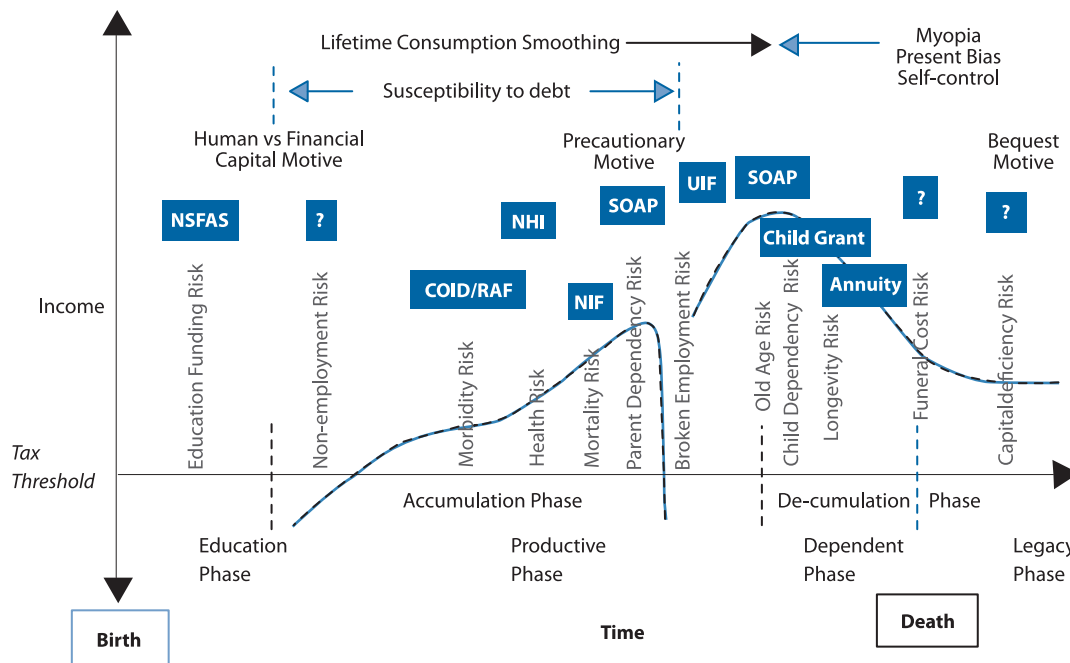 Lifetime Consumption Smoothing
Myopia
Present Bias
Self-control
Susceptibility to debt
Human vs Financial
Capital Motive
Precautionary
Motive
Bequest
Motive
NSFAS
?
NHI
SOAP
UIF
SOAP
?
?
Child Grant
COID/RAF
NIF
Annuity
Income
Education Funding Risk
Non-employment Risk
Morbidity Risk
Health Risk
Mortality Risk
Parent Dependency Risk
Broken Employment Risk
Old Age Risk
Child Dependency Risk
Longevity Risk
Funeral Cost Risk
Capitaldeficiency Risk
Tax
Threshold
Accumulation Phase
De-cumulation Phase
Education
Phase
Productive
Phase
Dependent
Phase
Legacy
Phase
Birth
Time
Death